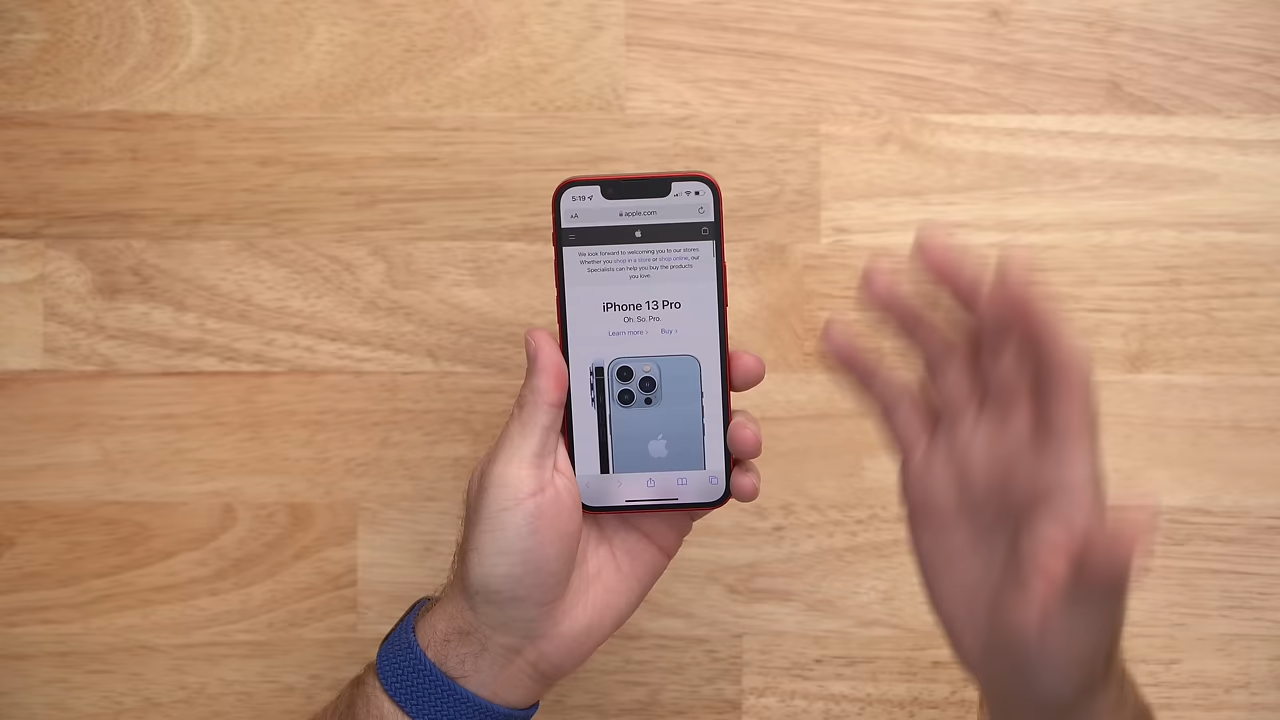 5:19
AA apple.com
We look forward to welcoming you to our stores.
Whether you shop in a store or shop online, our
Specialists can help you buy the products
you love.
iPhone 13 Pro
Oh. So. Pro.
Learn more > Buy >